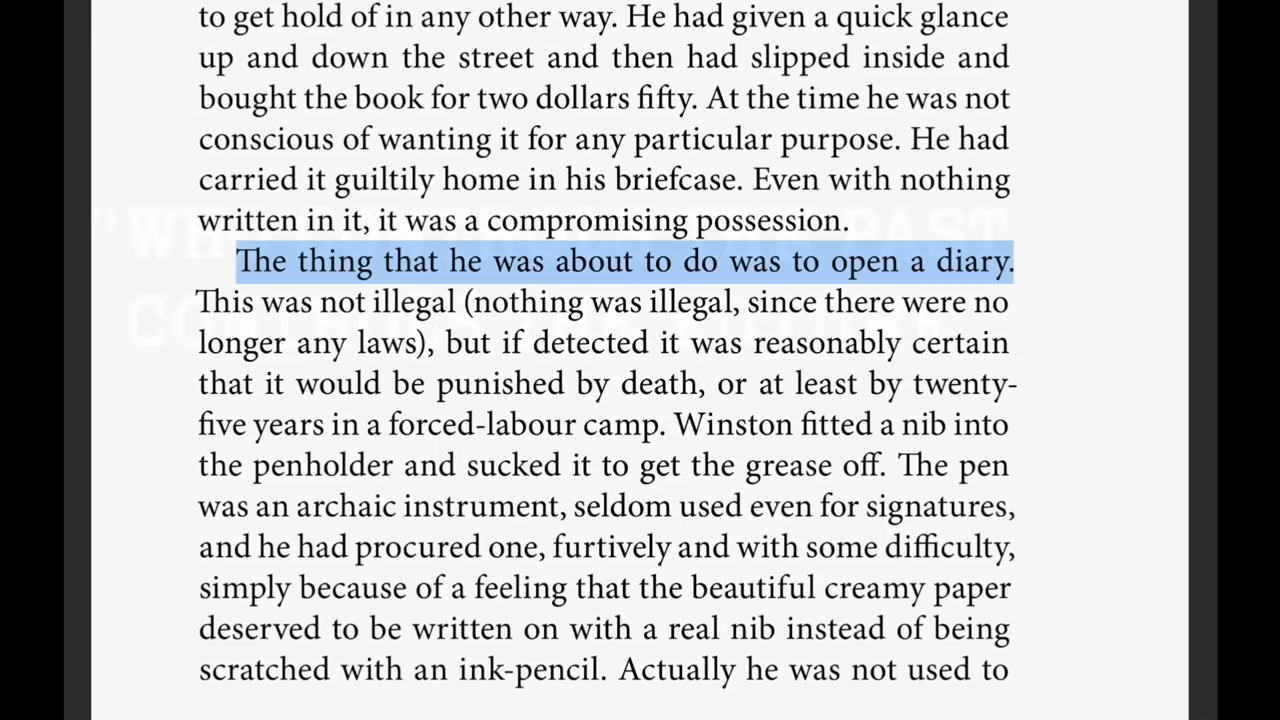 to get hold of in any other way. He had given a quick glance
up and down the street and then had slipped inside and
bought the book for two dollars fifty. At the time he was not
conscious of wanting it for any particular purpose. He had
carried it guiltily home in his briefcase. Even with nothing
written in it, it was a compromising possession.
The thing that he was about to do was to open a diary.
This was not illegal (nothing was illegal, since there were no
longer any laws), but if detected it was reasonably certain
that it would be punished by death, or at least by twenty-
five years in a forced-labour camp. Winston fitted a nib into
the penholder and sucked it to get the grease off. The pen
was an archaic instrument, seldom used even for signatures,
and he had procured one, furtively and with some difficulty,
simply because of a feeling that the beautiful creamy paper
deserved to be written on with a real nib instead of being
scratched with an ink-pencil. Actually he was not used to